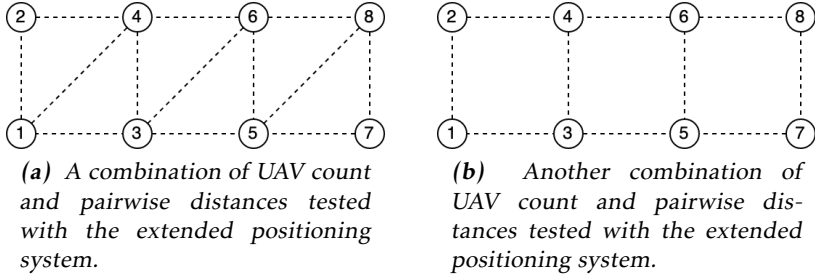 2 4 6 8
1 3 5 7
(a) A combination of UAV count
and pairwise distances tested
with the extended positioning
system.
2 4 6 8
1 3 5 7
(b) Another combination of
UAV count and pairwise dis-
tances tested with the extended
positioning system.